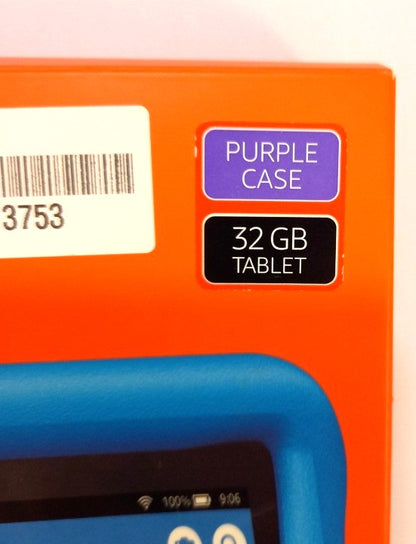 3753
PURPLE
CASE
32 GB
TABLET
100% 9:06